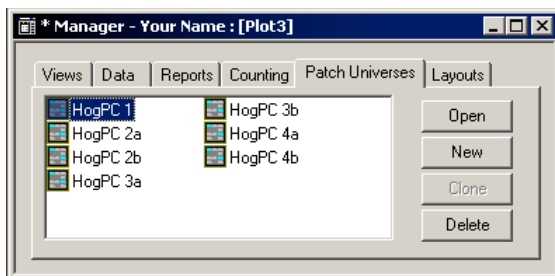 * Manager - Your Name : [Plot3]
Views Data Reports Counting Patch Universes Layouts
HogPC 1 HogPC 3b Open
HogPC 2a HogPC 4a New
HogPC 2b HogPC 4b Clone
HogPC 3a Delete